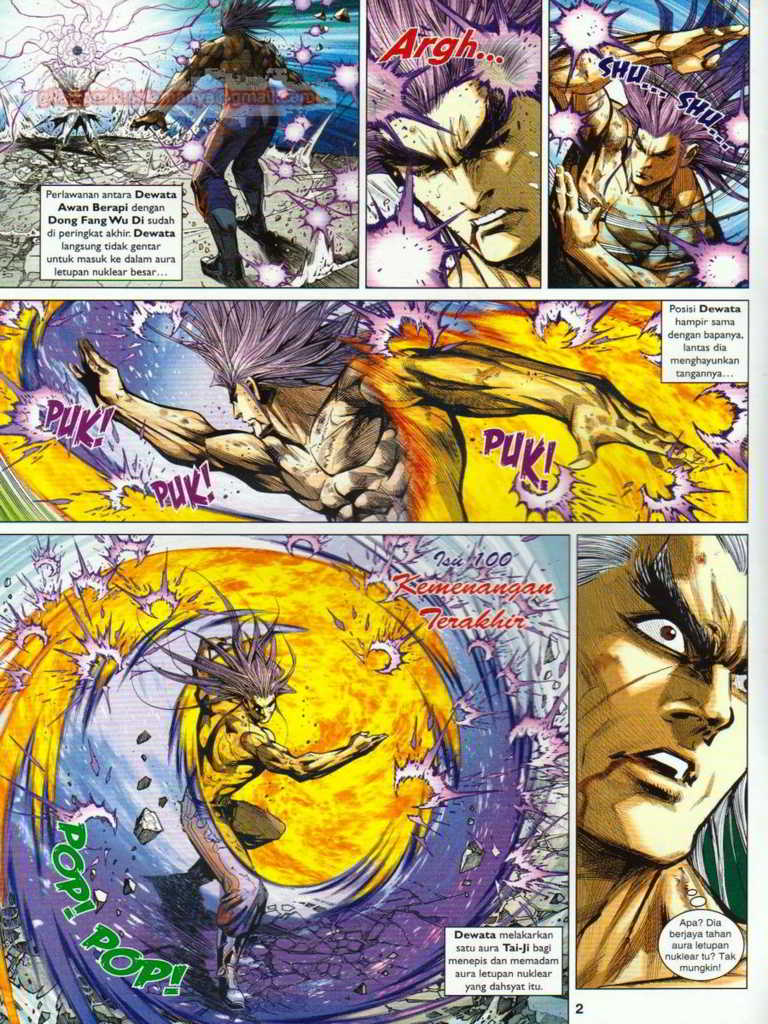 Perlawanan antara Dewata
Awan Berapi dengan
Dong Fang Wu Di sudah
di peringkat akhir. Dewata
langsung tidak gentar
untuk masuk ke dalam aura
letupan nuklear besar...
Argh...
SHU... SHU...
Posisi Dewata
hampir sama
dengan bapanya,
lantas dia
menghayunkan
tangannya...
PUK!
PUK!
PUK!
Isu 100
Kemenangan
Terakhir
POP!
POP!
Dewata melakarkan
satu aura Tai-Ji bagi
menepis dan memadam
aura letupan nuklear
yang dahsyat itu.
Apa? Dia
berjaya tahan
aura letupan
nuklear tu? Tak
mungkin!
2